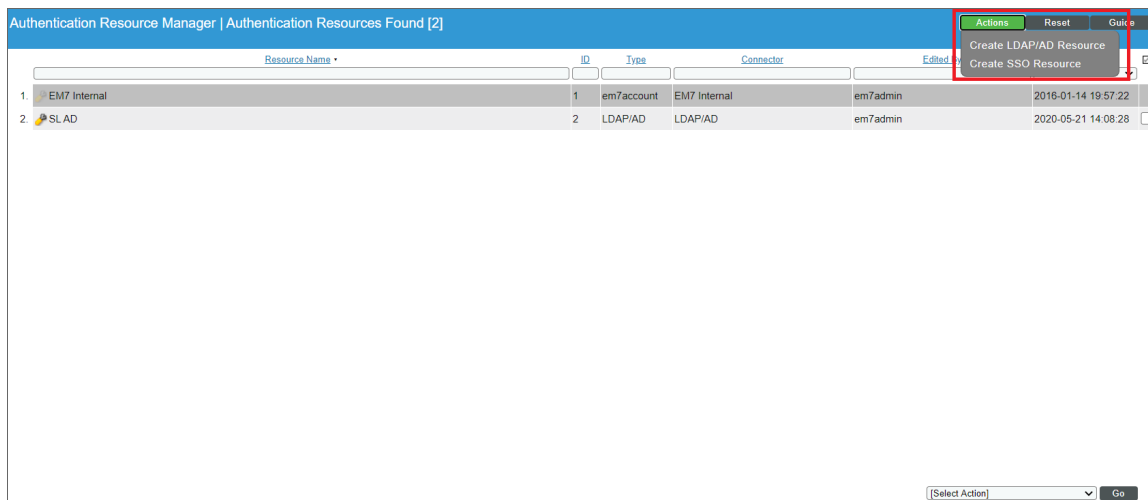 Authentication Resource Manager | Authentication Resources Found [2]
Actions Reset Guide
Create LDAP/AD Resource
Create SSO Resource
Resource Name ID Type Connector Edited By
1. EM7 Internal 1 em7account EM7 Internal em7admin 2016-01-14 19:57:22
2. SL AD 2 LDAP/AD LDAP/AD em7admin 2020-05-21 14:08:28
[Select Action] Go